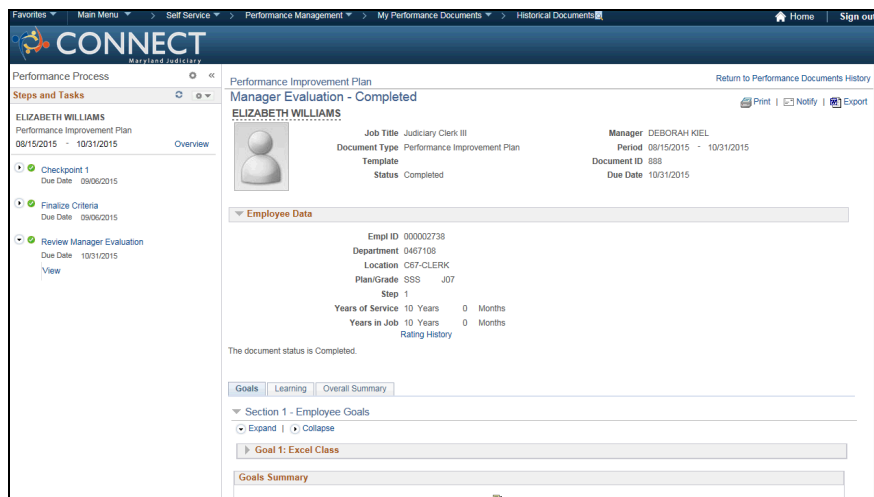 Favorites Main Menu > Self Service > Performance Management > My Performance Documents > Historical Documents Home Sign out
CONNECT
Maryland Judiciary
Performance Process «
Steps and Tasks
ELIZABETH WILLIAMS
Performance Improvement Plan
08/15/2015 - 10/31/2015 Overview
Checkpoint 1
Due Date 09/06/2015
Finalize Criteria
Due Date 09/06/2015
Review Manager Evaluation
Due Date 10/31/2015
View
Performance Improvement Plan Return to Performance Documents History
Manager Evaluation - Completed
Print | Notify | Export
ELIZABETH WILLIAMS
Job Title Judiciary Clerk III Manager DEBORAH KIEL
Document Type Performance Improvement Plan Period 08/15/2015 - 10/31/2015
Template Document ID 888
Status Completed Due Date 10/31/2015
Employee Data
Empl ID 000002738
Department 0467108
Location C67-CLERK
Plan/Grade SSS J07
Step 1
Years of Service 10 Years 0 Months
Years in Job 10 Years 0 Months
Rating History
The document status is Completed.
Goals Learning Overall Summary
Section 1 - Employee Goals
Expand | Collapse
Goal 1: Excel Class
Goals Summary